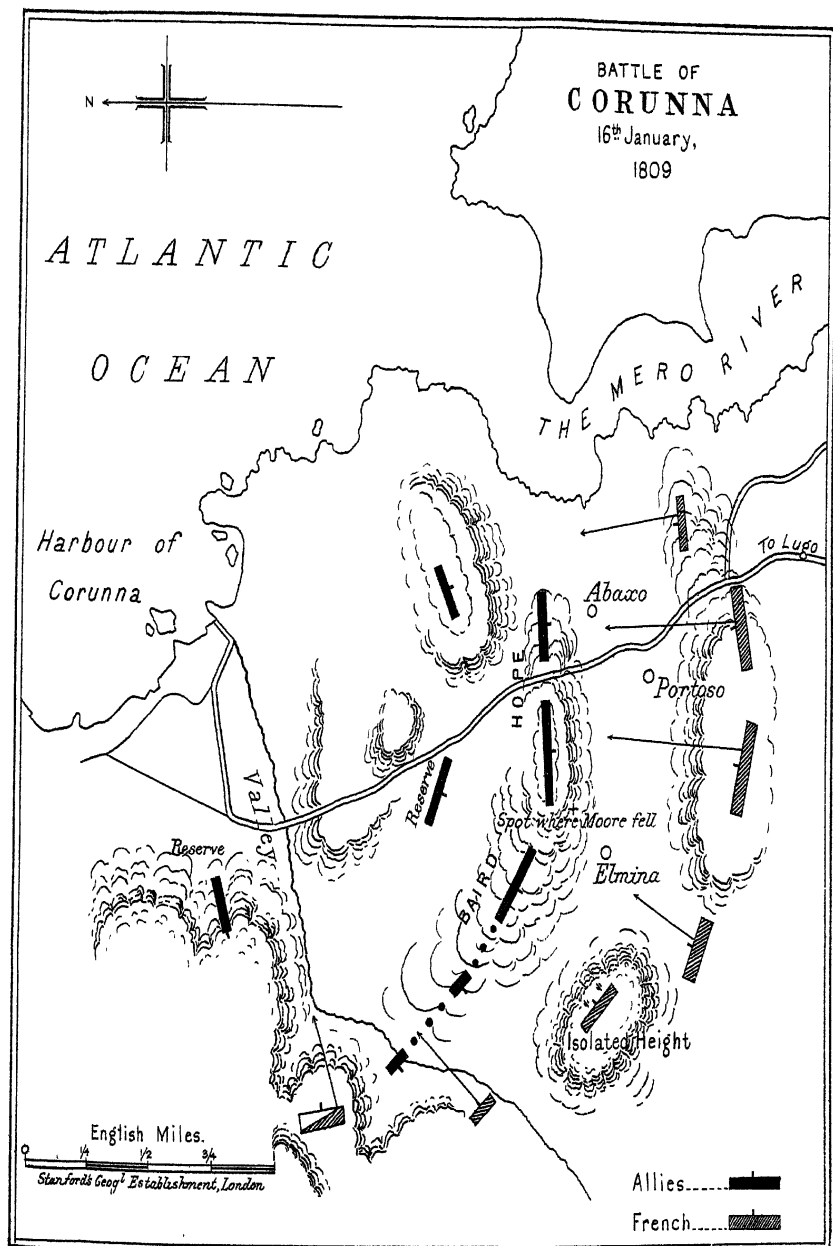 BATTLE OF
CORUNNA
16th January,
1809
N
ATLANTIC
OCEAN
THE MERO RIVER
Harbour of
Corunna
To Lugo
Abaxo
HOPE
Portoso
Valley
Reserve
Spot where Moore fell
Reserve
BAIRD
Elmina
Isolated Height
English Miles.
0 1/4 1/2 3/4
Stanford's Geogl Establishment, London
Allies
French